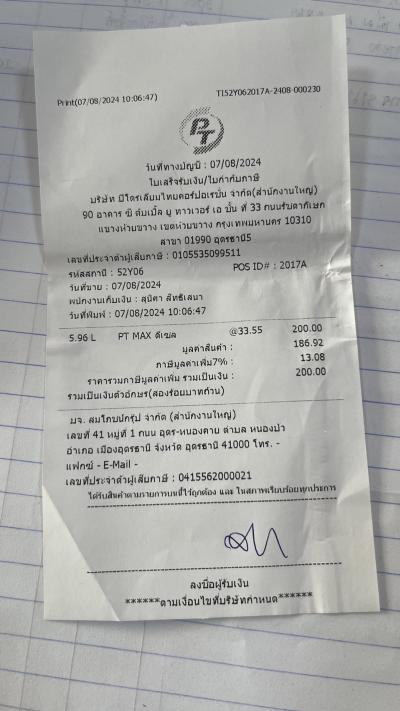 Print(07/08/2024 10:06:47) T152Y062017A-2408-000230
PT
วันที่ทางบัญชี : 07/08/2024
ใบเสร็จรับเงิน/ใบกำกับภาษี
บริษัท ปิโตรเลียมไทยคอร์ปอเรชั่น จำกัด(สำนักงานใหญ่)
90 อาคาร ซี ดับเบิ้ล ยู ทาวเวอร์ เอ ชั้น ที่ 33 ถนนรัชดาภิเษก
แขวงห้วยขวาง เขตห้วยขวาง กรุงเทพมหานคร 10310
สาขา 01990 อุดรธานี5
เลขที่ประจำตัวผู้เสียภาษี : 0105535099511
รหัสสถานี : 52Y06 POS ID# : 2017A
วันที่ขาย : 07/08/2024
พนักงานเก็บเงิน : สุนิศา สิทธิเสนา
วันที่พิมพ์ : 07/08/2024 10:06:47
5.96 L PT MAX ดีเซล @33.55 200.00
มูลค่าสินค้า : 186.92
ภาษีมูลค่าเพิ่ม7% : 13.08
ราคารวมภาษีมูลค่าเพิ่ม รวมเป็นเงิน : 200.00
รวมเป็นเงินตัวอักษร(สองร้อยบาทถ้วน)
บจ. สมโภชน์กรุ๊ป จำกัด (สำนักงานใหญ่)
เลขที่ 41 หมู่ที่ 1 ถนน อุดร-หนองคาย ตำบล หนองบัว
อำเภอ เมืองอุดรธานี จังหวัด อุดรธานี 41000 โทร. -
แฟกซ์ - E-Mail -
เลขที่ประจำตัวผู้เสียภาษี : 0415562000021
ได้รับสินค้าตามรายการบนนี้ไว้ถูกต้อง และ ในสภาพเรียบร้อยทุกประการ
ลงชื่อผู้รับเงิน
******ตามเงื่อนไขที่บริษัทกำหนด******